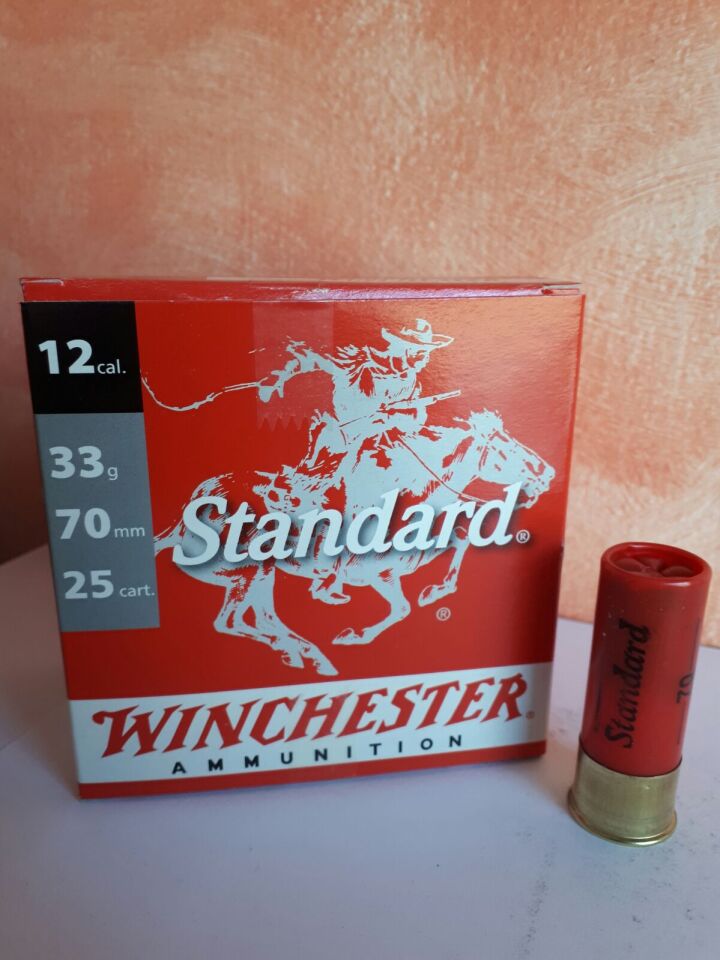 12 cal.
33 g
70 mm
25 cart.
Standard®
®
WINCHESTER®
AMMUNITION
Standard
70